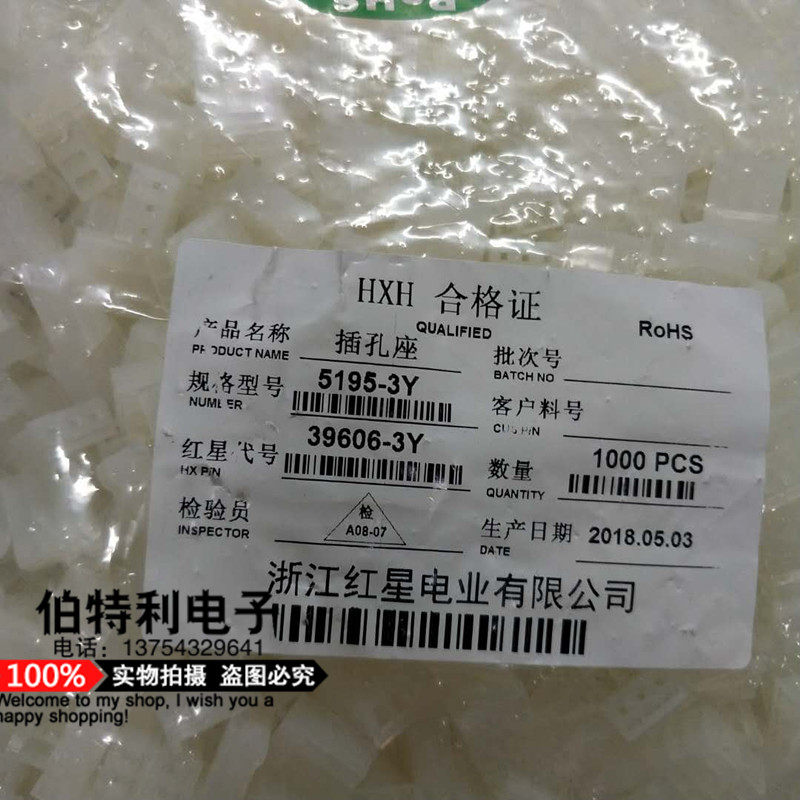 RoHS
HXH 合格证
QUALIFIED
RoHS
产品名称 插孔座
PRODUCT NAME
批次号
BATCH NO
规格型号 5195-3Y
NUMBER
客户料号
CUS P/N
红星代号 39606-3Y
HX P/N
数量 1000 PCS
QUANTITY
检验员 检
INSPECTOR A08-07
生产日期 2018.05.03
DATE
浙江红星电业有限公司
伯特利电子
电话：13754329641
100% 实物拍摄 盗图必究
Welcome to my shop, I wish you a
happy shopping!